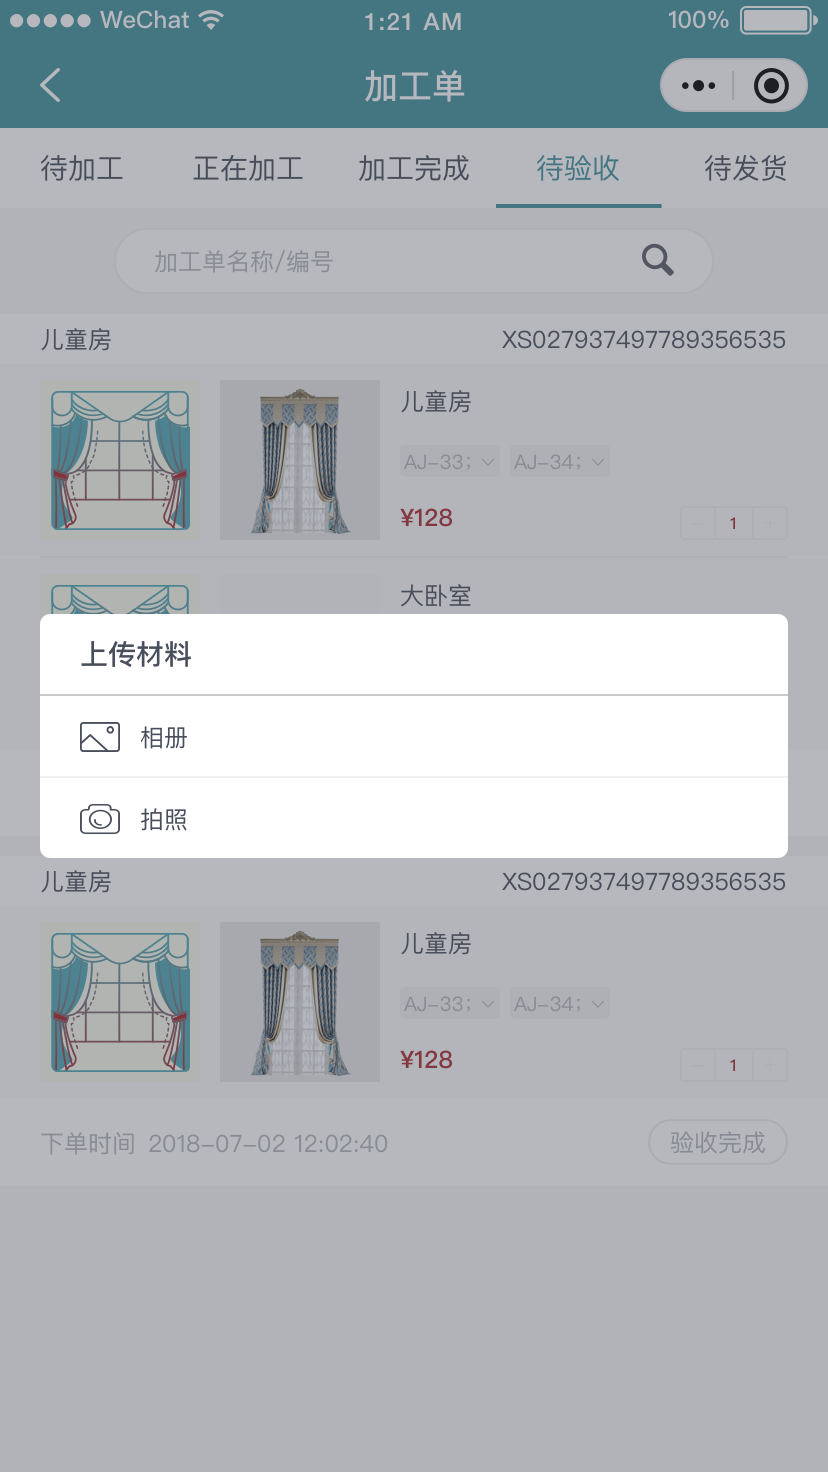 WeChat 1:21 AM 100%
加工单
待加工 正在加工 加工完成 待验收 待发货
加工单名称/编号
儿童房 XS027937497789356535
儿童房
AJ-33; AJ-34;
¥128
1
大卧室
上传材料
相册
拍照
儿童房 XS027937497789356535
儿童房
AJ-33; AJ-34;
¥128
1
下单时间 2018-07-02 12:02:40 验收完成